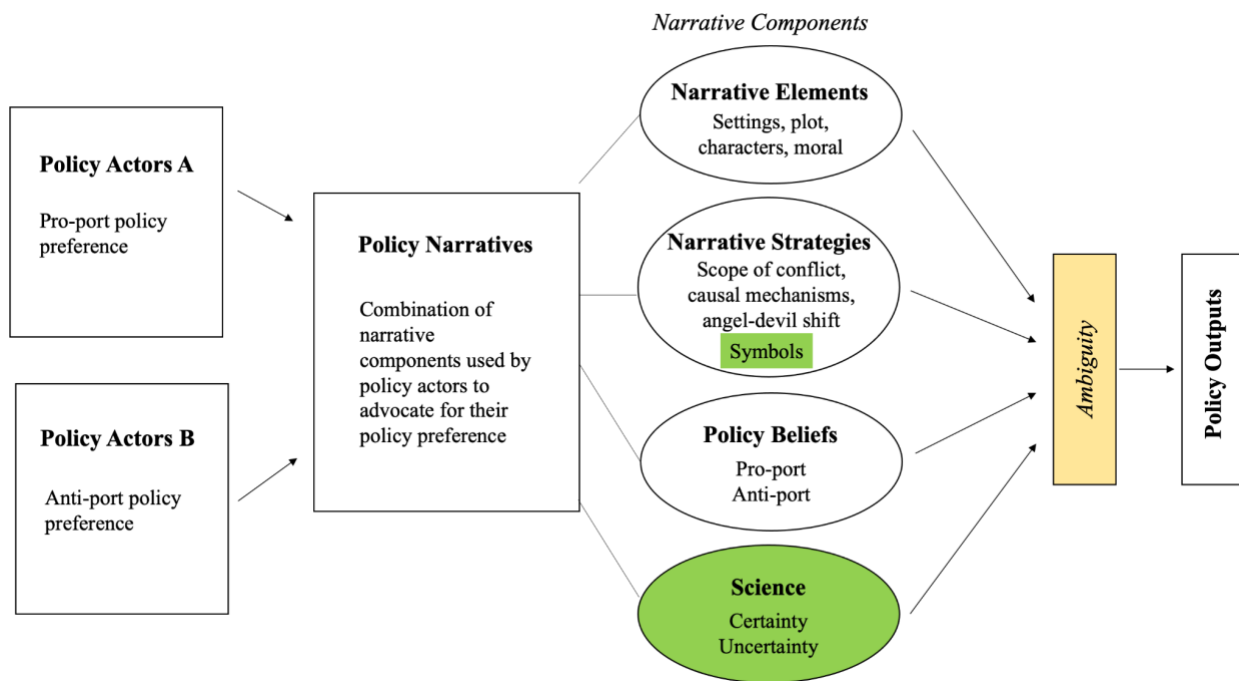 Narrative Components
Policy Actors A
Pro-port policy
preference
Policy Actors B
Anti-port policy
preference
Policy Narratives
Combination of
narrative
components used by
policy actors to
advocate for their
policy preference
Narrative Elements
Settings, plot,
characters, moral
Narrative Strategies
Scope of conflict,
causal mechanisms,
angel-devil shift
Symbols
Policy Beliefs
Pro-port
Anti-port
Science
Certainty
Uncertainty
Ambiguity
Policy Outputs